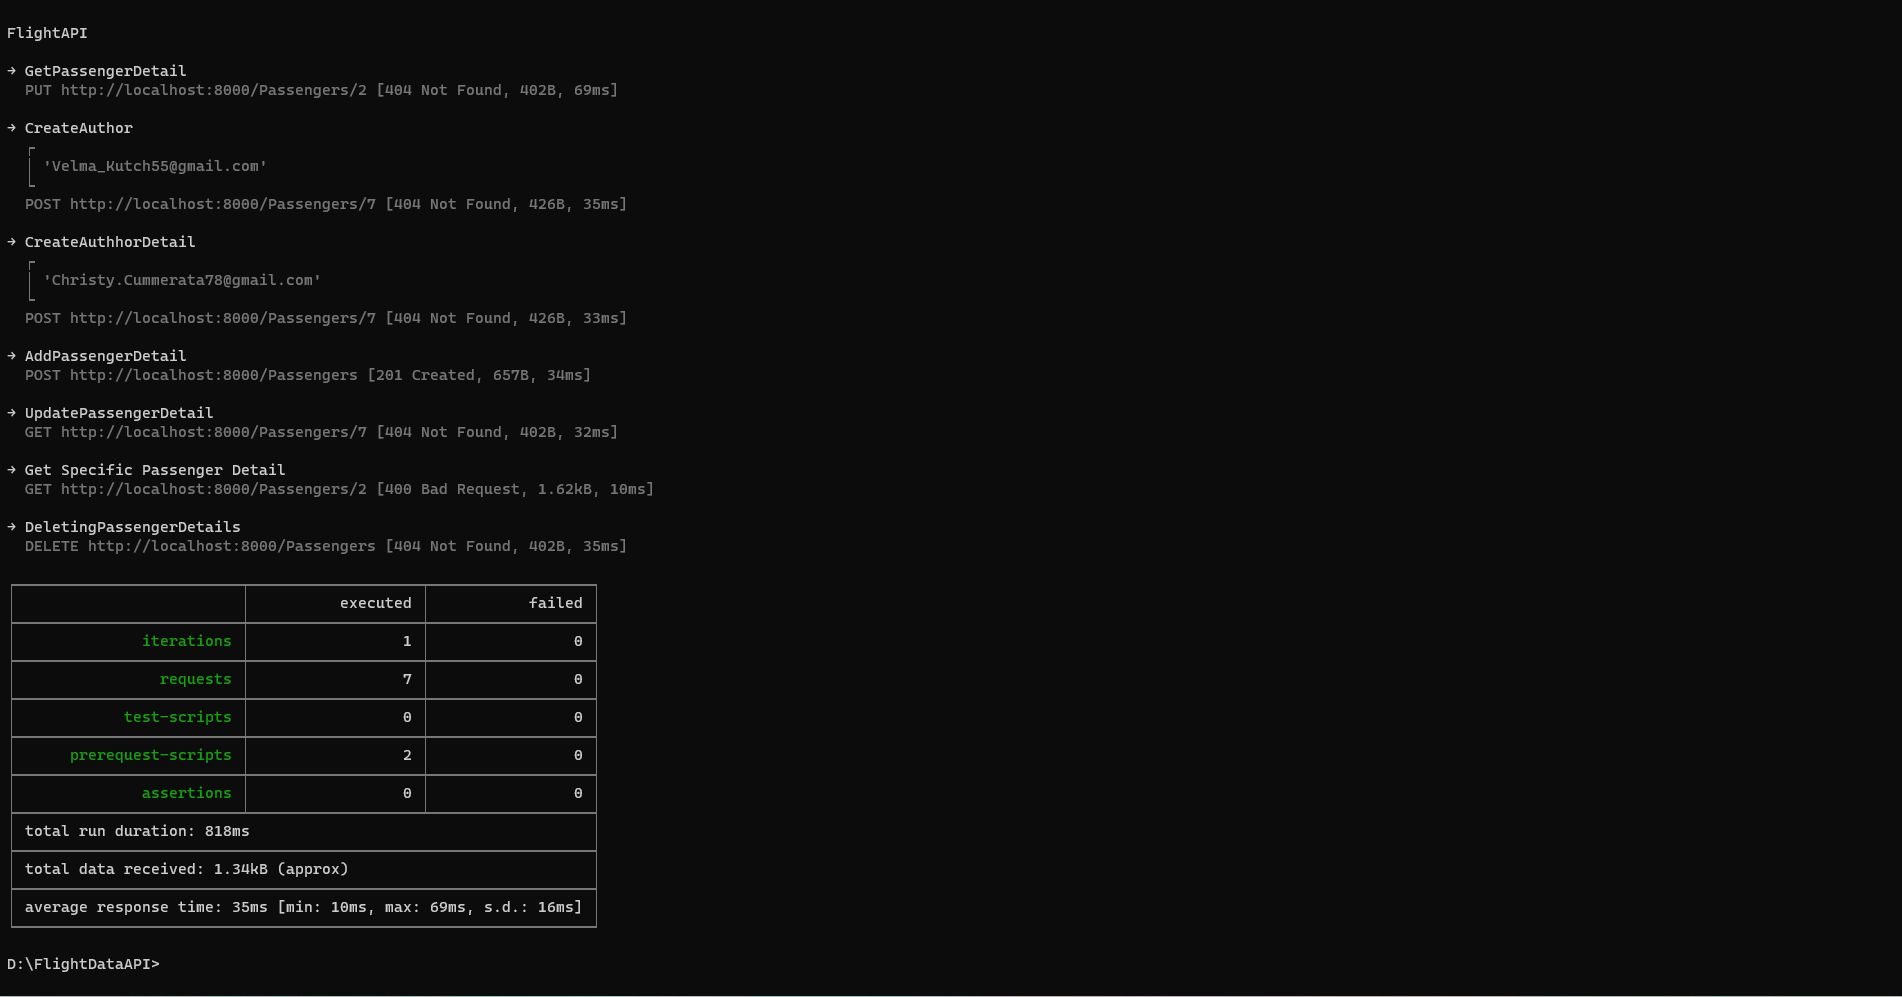 FlightAPI
→ GetPassengerDetail
PUT http://localhost:8000/Passengers/2 [404 Not Found, 402B, 69ms]
→ CreateAuthor
'Velma_Kutch55@gmail.com'
POST http://localhost:8000/Passengers/7 [404 Not Found, 426B, 35ms]
→ CreateAuthhorDetail
'Christy.Cummerata78@gmail.com'
POST http://localhost:8000/Passengers/7 [404 Not Found, 426B, 33ms]
→ AddPassengerDetail
POST http://localhost:8000/Passengers [201 Created, 657B, 34ms]
→ UpdatePassengerDetail
GET http://localhost:8000/Passengers/7 [404 Not Found, 402B, 32ms]
→ Get Specific Passenger Detail
GET http://localhost:8000/Passengers/2 [400 Bad Request, 1.62kB, 10ms]
→ DeletingPassengerDetails
DELETE http://localhost:8000/Passengers [404 Not Found, 402B, 35ms]
executed failed
iterations 1 0
requests 7 0
test-scripts 0 0
prerequest-scripts 2 0
assertions 0 0
total run duration: 818ms
total data received: 1.34kB (approx)
average response time: 35ms [min: 10ms, max: 69ms, s.d.: 16ms]
D:\FlightDataAPI>